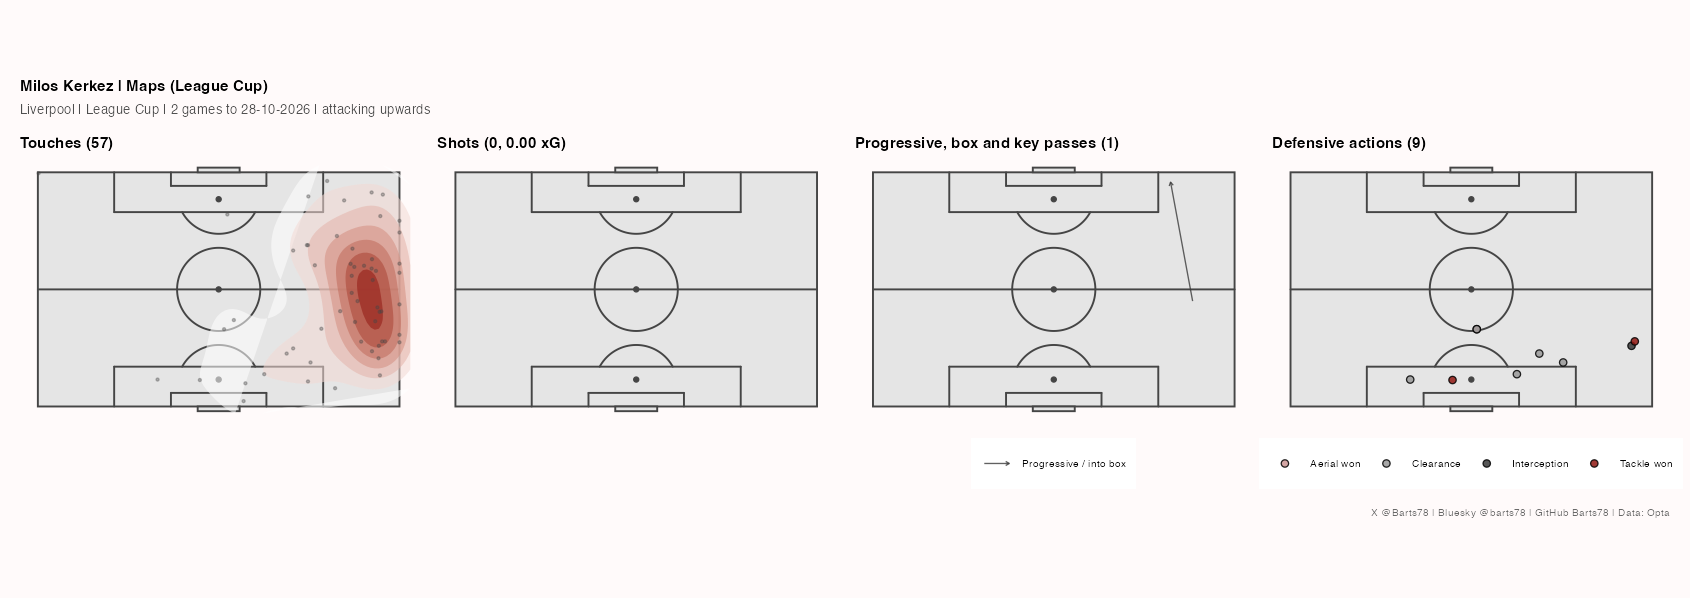 Milos Kerkez | Maps (League Cup)
Liverpool | League Cup | 2 games to 28-10-2026 | attacking upwards
Touches (57)
Shots (0, 0.00 xG)
Progressive, box and key passes (1)
Defensive actions (9)
Progressive / into box
Aerial won
Clearance
Interception
Tackle won
X @Barts78 | Bluesky @barts78 | GitHub Barts78 | Data: Opta